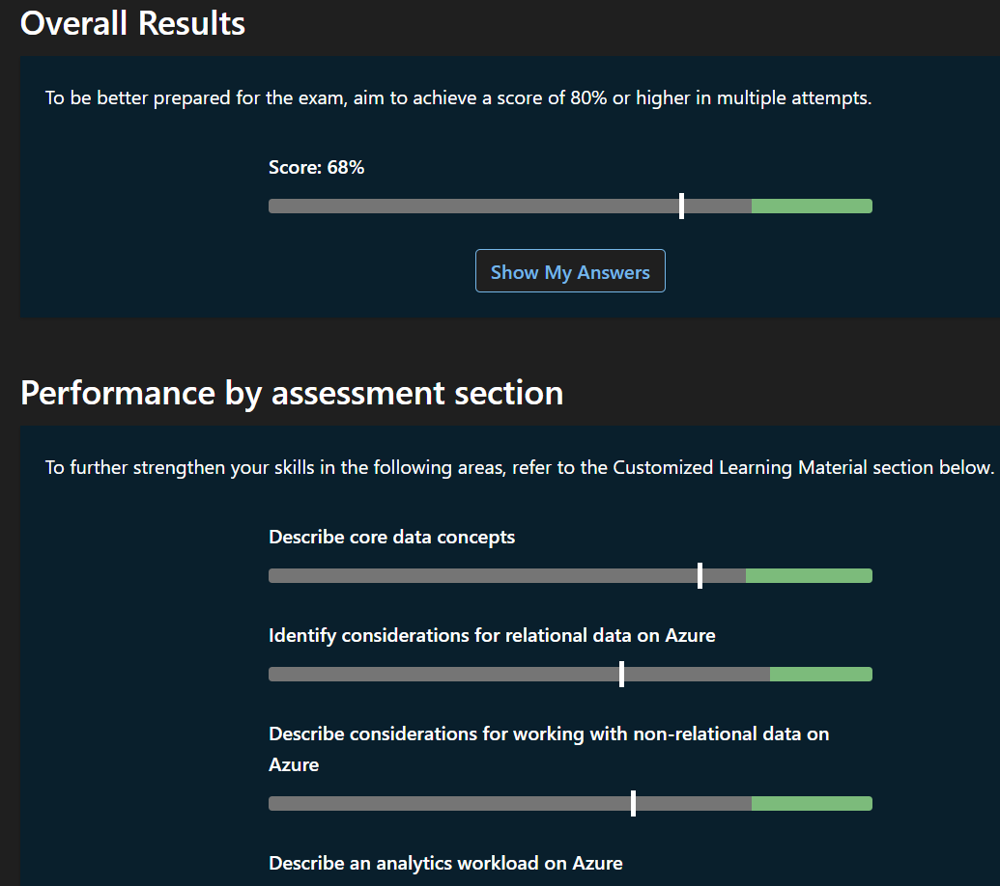 Overall Results
To be better prepared for the exam, aim to achieve a score of 80% or higher in multiple attempts.
Score: 68%
Show My Answers
Performance by assessment section
To further strengthen your skills in the following areas, refer to the Customized Learning Material section below.
Describe core data concepts
Identify considerations for relational data on Azure
Describe considerations for working with non-relational data on
Azure
Describe an analytics workload on Azure